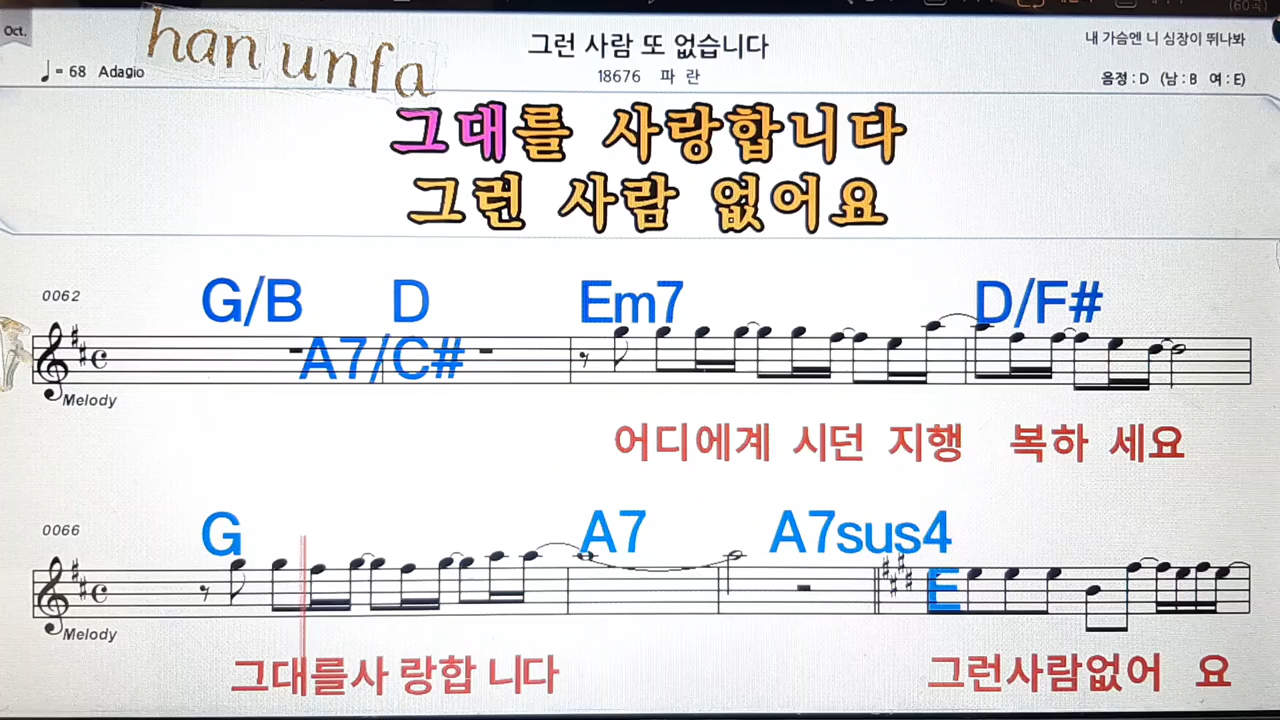 Oct.
han unfa
♩= 68 Adagio
그런 사람 또 없습니다
18676 파 란
내 가슴엔 니 심장이 뛰나봐
음정 : D (남 : B 여 : E)
그대를 사랑합니다
그런 사람 없어요
0062
G/B D Em7 D/F#
A7/C#
Melody
어디에게 시던 지행 복하 세요
0066
G A7 A7sus4
E
Melody
그대를사 랑합 니다 그런사람없어 요